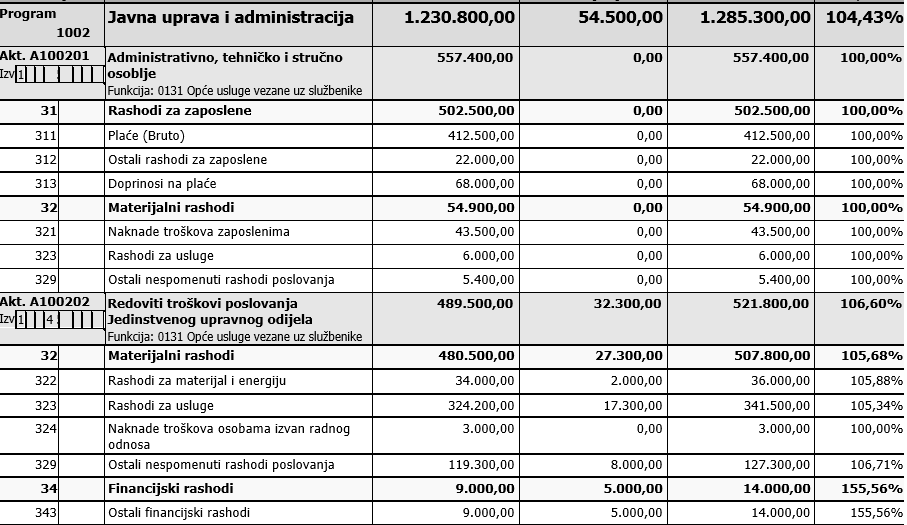 Program Javna uprava i administracija 1.230.800,00 54.500,00 1.285.300,00 104,43%
1002
Akt. A100201 Administrativno, tehničko i stručno 557.400,00 0,00 557.400,00 100,00%
Izv 1 osoblje
Funkcija: 0131 Opće usluge vezane uz službenike
31 Rashodi za zaposlene 502.500,00 0,00 502.500,00 100,00%
311 Plaće (Bruto) 412.500,00 0,00 412.500,00 100,00%
312 Ostali rashodi za zaposlene 22.000,00 0,00 22.000,00 100,00%
313 Doprinosi na plaće 68.000,00 0,00 68.000,00 100,00%
32 Materijalni rashodi 54.900,00 0,00 54.900,00 100,00%
321 Naknade troškova zaposlenima 43.500,00 0,00 43.500,00 100,00%
323 Rashodi za usluge 6.000,00 0,00 6.000,00 100,00%
329 Ostali nespomenuti rashodi poslovanja 5.400,00 0,00 5.400,00 100,00%
Akt. A100202 Redoviti troškovi poslovanja 489.500,00 32.300,00 521.800,00 106,60%
Izv 1 4 Jedinstvenog upravnog odijela
Funkcija: 0131 Opće usluge vezane uz službenike
32 Materijalni rashodi 480.500,00 27.300,00 507.800,00 105,68%
322 Rashodi za materijal i energiju 34.000,00 2.000,00 36.000,00 105,88%
323 Rashodi za usluge 324.200,00 17.300,00 341.500,00 105,34%
324 Naknade troškova osobama izvan radnog 3.000,00 0,00 3.000,00 100,00%
odnosa
329 Ostali nespomenuti rashodi poslovanja 119.300,00 8.000,00 127.300,00 106,71%
34 Financijski rashodi 9.000,00 5.000,00 14.000,00 155,56%
343 Ostali financijski rashodi 9.000,00 5.000,00 14.000,00 155,56%